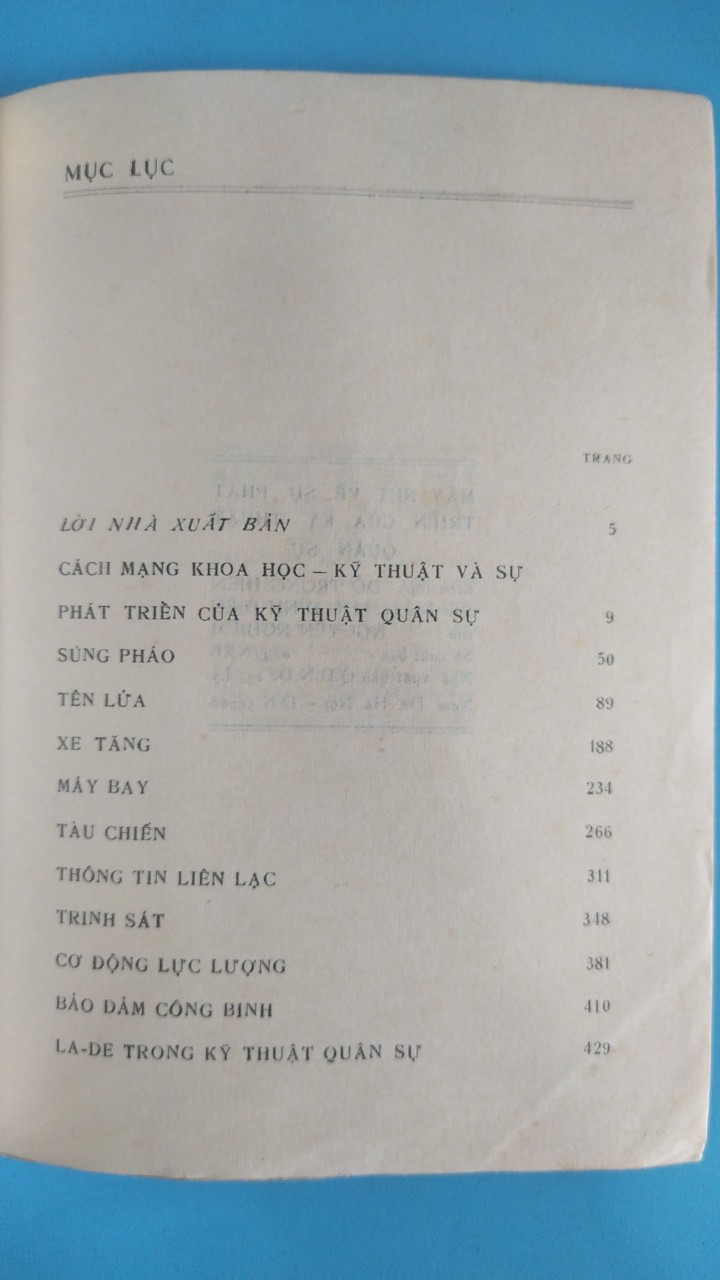 MỤC LỤC
TRANG
LỜI NHÀ XUẤT BẢN 5
CÁCH MẠNG KHOA HỌC – KỸ THUẬT VÀ SỰ
PHÁT TRIỂN CỦA KỸ THUẬT QUÂN SỰ 9
SÚNG PHÁO 50
TÊN LỬA 89
XE TĂNG 188
MÁY BAY 234
TÀU CHIẾN 266
THÔNG TIN LIÊN LẠC 311
TRINH SÁT 348
CƠ ĐỘNG LỰC LƯỢNG 381
BẢO ĐẢM CÔNG BINH 410
LA-DE TRONG KỸ THUẬT QUÂN SỰ 429